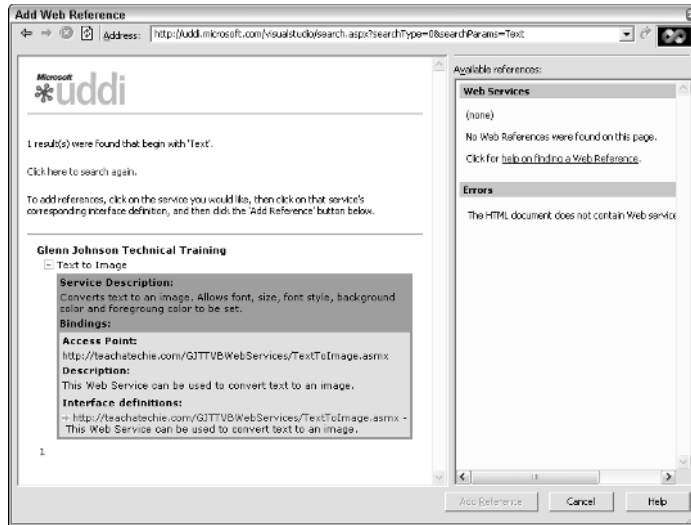 Add Web Reference
Address: http://uddi.microsoft.com/visualstudio/search.aspx?searchType=0&searchParams=Text
Microsoft
uddi
1 result(s) were found that begin with 'Text'.
Click here to search again.
To add references, click on the service you would like, then click on that service's
corresponding interface definition, and then click the 'Add Reference' button below.
Glenn Johnson Technical Training
Text to Image
Service Description:
Converts text to an image. Allows font, size, font style, background
color and foregroung color to be set.
Bindings:
Access Point:
http://teachatechie.com/GJTTVBWebServices/TextToImage.asmx
Description:
This Web Service can be used to convert text to an image.
Interface definitions:
http://teachatechie.com/GJTTVBWebServices/TextToImage.asmx -
This Web Service can be used to convert text to an image.
1
Available references:
Web Services
(none)
No Web References were found on this page.
Click for help on finding a Web Reference.
Errors
The HTML document does not contain Web service
Add Reference
Cancel
Help